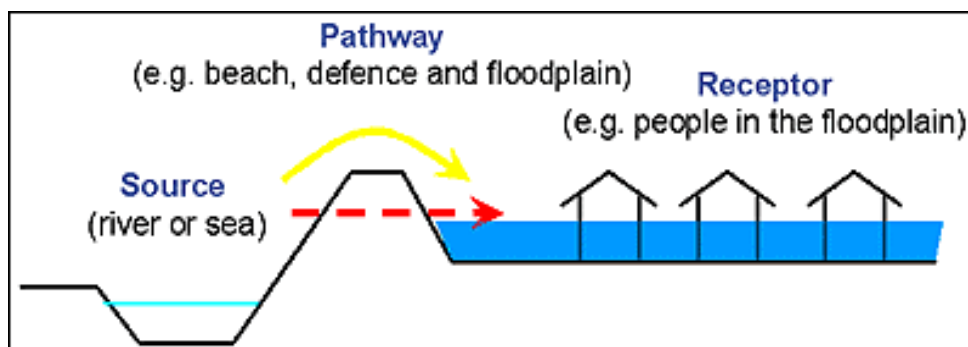 Pathway
(e.g. beach, defence and floodplain)
Receptor
(e.g. people in the floodplain)
Source
(river or sea)